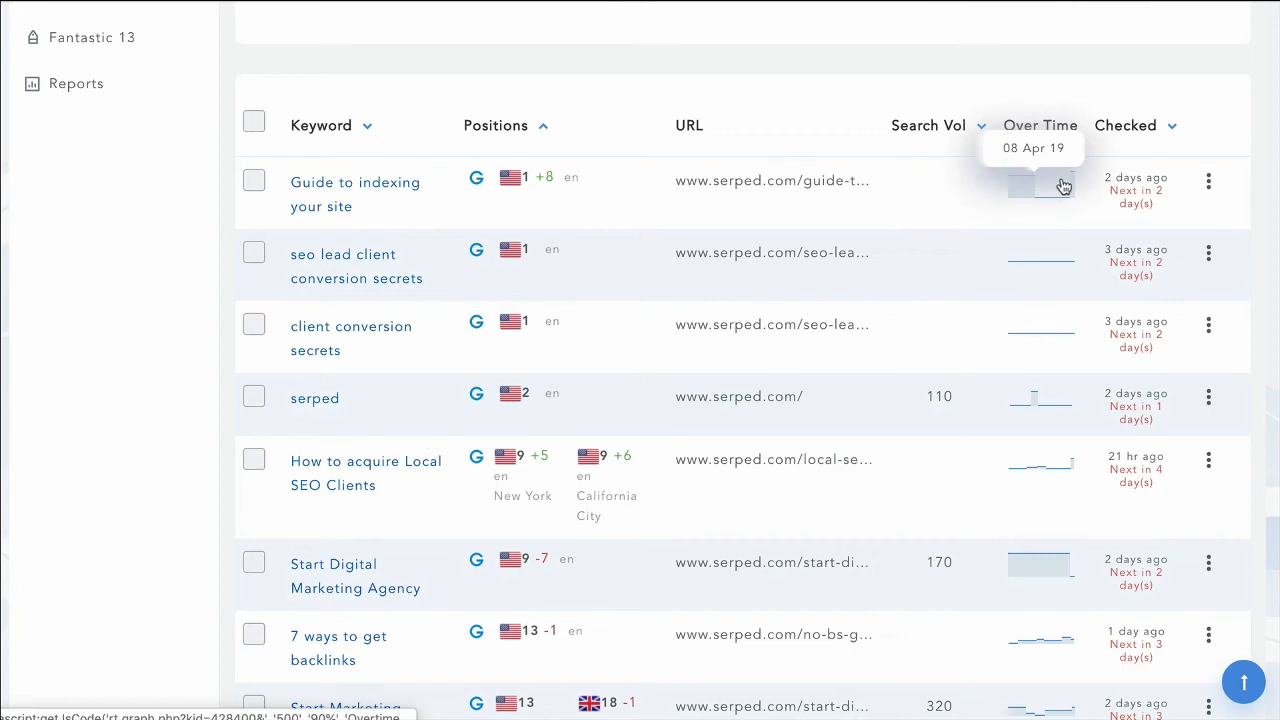 Fantastic 13
Reports
Keyword Positions URL Search Vol Over Time Checked
08 Apr 19
Guide to indexing
your site
1 +8 en
www.serped.com/guide-t...
2 days ago
Next in 2
day(s)
seo lead client
conversion secrets
1 en
www.serped.com/seo-lea...
3 days ago
Next in 2
day(s)
client conversion
secrets
1 en
www.serped.com/seo-lea...
3 days ago
Next in 2
day(s)
serped
2 en
www.serped.com/
110
2 days ago
Next in 1
day(s)
How to acquire Local
SEO Clients
9 +5
en
New York
9 +6
en
California
City
www.serped.com/local-se...
21 hr ago
Next in 4
day(s)
Start Digital
Marketing Agency
9 -7 en
www.serped.com/start-di...
170
2 days ago
Next in 2
day(s)
7 ways to get
backlinks
13 -1 en
www.serped.com/no-bs-g...
1 day ago
Next in 3
day(s)
Start Marketing
13
18 -1
www.serped.com/start-di...
320
2 days ago
Next in 3